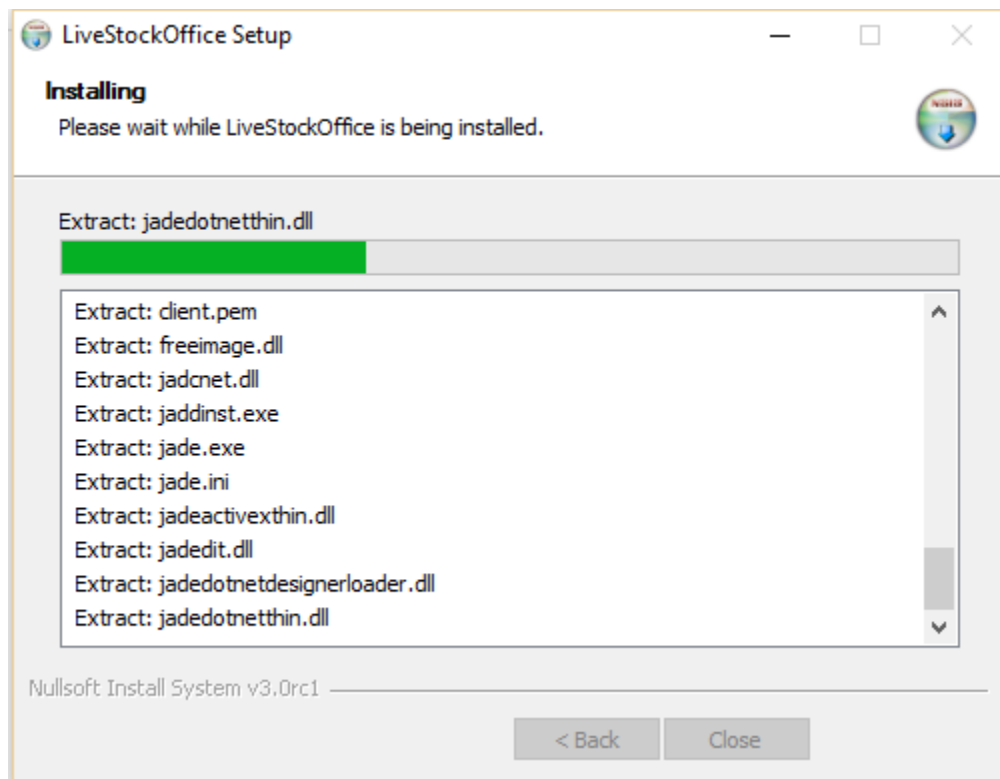 LiveStockOffice Setup
Installing
Please wait while LiveStockOffice is being installed.
Extract: jadedotnetthin.dll
Extract: client.pem
Extract: freeimage.dll
Extract: jadcnet.dll
Extract: jaddinst.exe
Extract: jade.exe
Extract: jade.ini
Extract: jadeactivexthin.dll
Extract: jadedit.dll
Extract: jadedotnetdesignerloader.dll
Extract: jadedotnetthin.dll
Nullsoft Install System v3.0rc1
< Back
Close